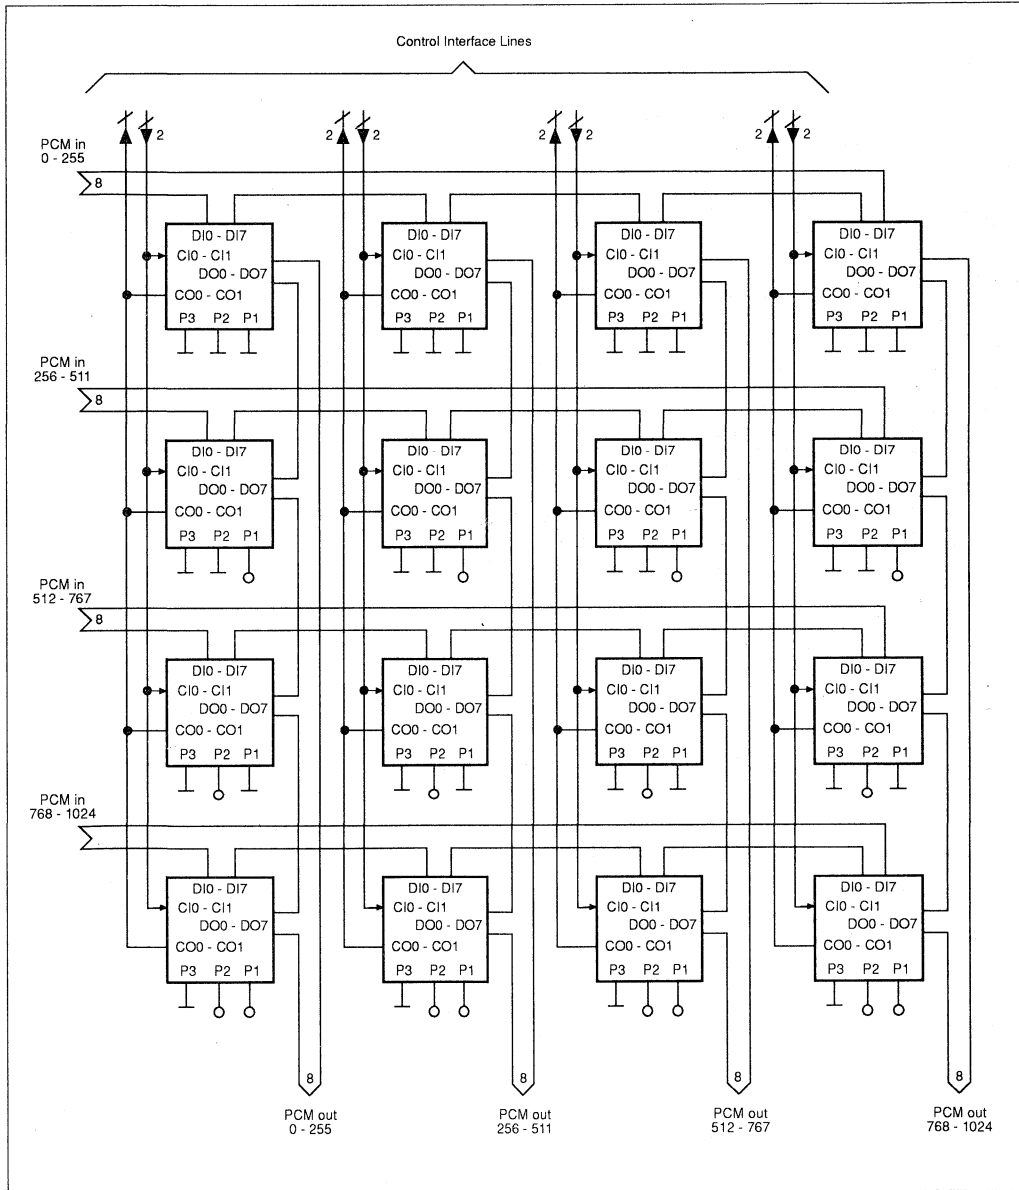 Control Interface Lines
2 2 2 2 2 2 2
PCM in
0 - 255
8
DI0 - DI7 DI0 - DI7 DI0 - DI7 DI0 - DI7
CI0 - CI1 CI0 - CI1 CI0 - CI1 CI0 - CI1
DO0 - DO7 DO0 - DO7 DO0 - DO7 DO0 - DO7
CO0 - CO1 CO0 - CO1 CO0 - CO1 CO0 - CO1
P3 P2 P1 P3 P2 P1 P3 P2 P1 P3 P2 P1
PCM in
256 - 511
8
DI0 - DI7 DI0 - DI7 DI0 - DI7 DI0 - DI7
CI0 - CI1 CI0 - CI1 CI0 - CI1 CI0 - CI1
DO0 - DO7 DO0 - DO7 DO0 - DO7 DO0 - DO7
CO0 - CO1 CO0 - CO1 CO0 - CO1 CO0 - CO1
P3 P2 P1 P3 P2 P1 P3 P2 P1 P3 P2 P1
PCM in
512 - 767
8
DI0 - DI7 DI0 - DI7 DI0 - DI7 DI0 - DI7
CI0 - CI1 CI0 - CI1 CI0 - CI1 CI0 - CI1
DO0 - DO7 DO0 - DO7 DO0 - DO7 DO0 - DO7
CO0 - CO1 CO0 - CO1 CO0 - CO1 CO0 - CO1
P3 P2 P1 P3 P2 P1 P3 P2 P1 P3 P2 P1
PCM in
768 - 1024
8
DI0 - DI7 DI0 - DI7 DI0 - DI7 DI0 - DI7
CI0 - CI1 CI0 - CI1 CI0 - CI1 CI0 - CI1
DO0 - DO7 DO0 - DO7 DO0 - DO7 DO0 - DO7
CO0 - CO1 CO0 - CO1 CO0 - CO1 CO0 - CO1
P3 P2 P1 P3 P2 P1 P3 P2 P1 P3 P2 P1
8 8 8 8
PCM out
0 - 255
PCM out
256 - 511
PCM out
512 - 767
PCM out
768 - 1024